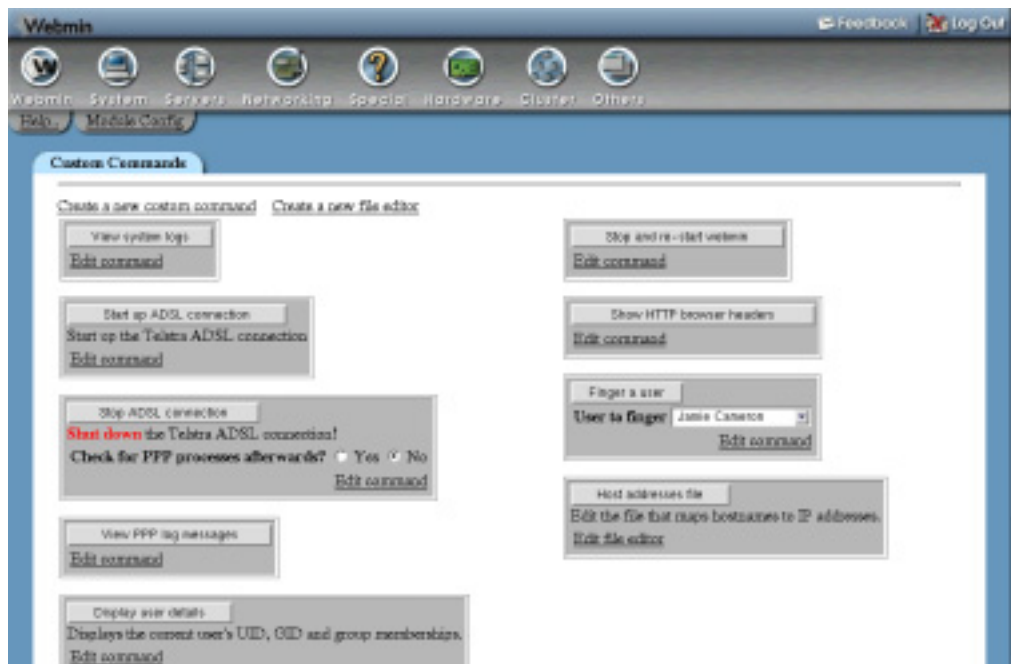 Webmin
Feedback
Log Out
Webmin System Servers Networking Special Hardware Cluster Others
Help..
Module Config
Custom Commands
Create a new custom command
Create a new file editor
View system logs
Edit command
Start up ADSL connection
Start up the Telstra ADSL connection
Edit command
Stop ADSL connection
Shut down the Telstra ADSL connection!
Check for PPP processes afterwards? Yes No
Edit command
View PPP log messages
Edit command
Display user details
Displays the current user's UID, GID and group memberships.
Edit command
Stop and re-start webmin
Edit command
Show HTTP browser headers
Edit command
Finger a user
User to finger Jamie Cameron
Edit command
Host addresses file
Edit the file that maps hostnames to IP addresses.
Edit file editor